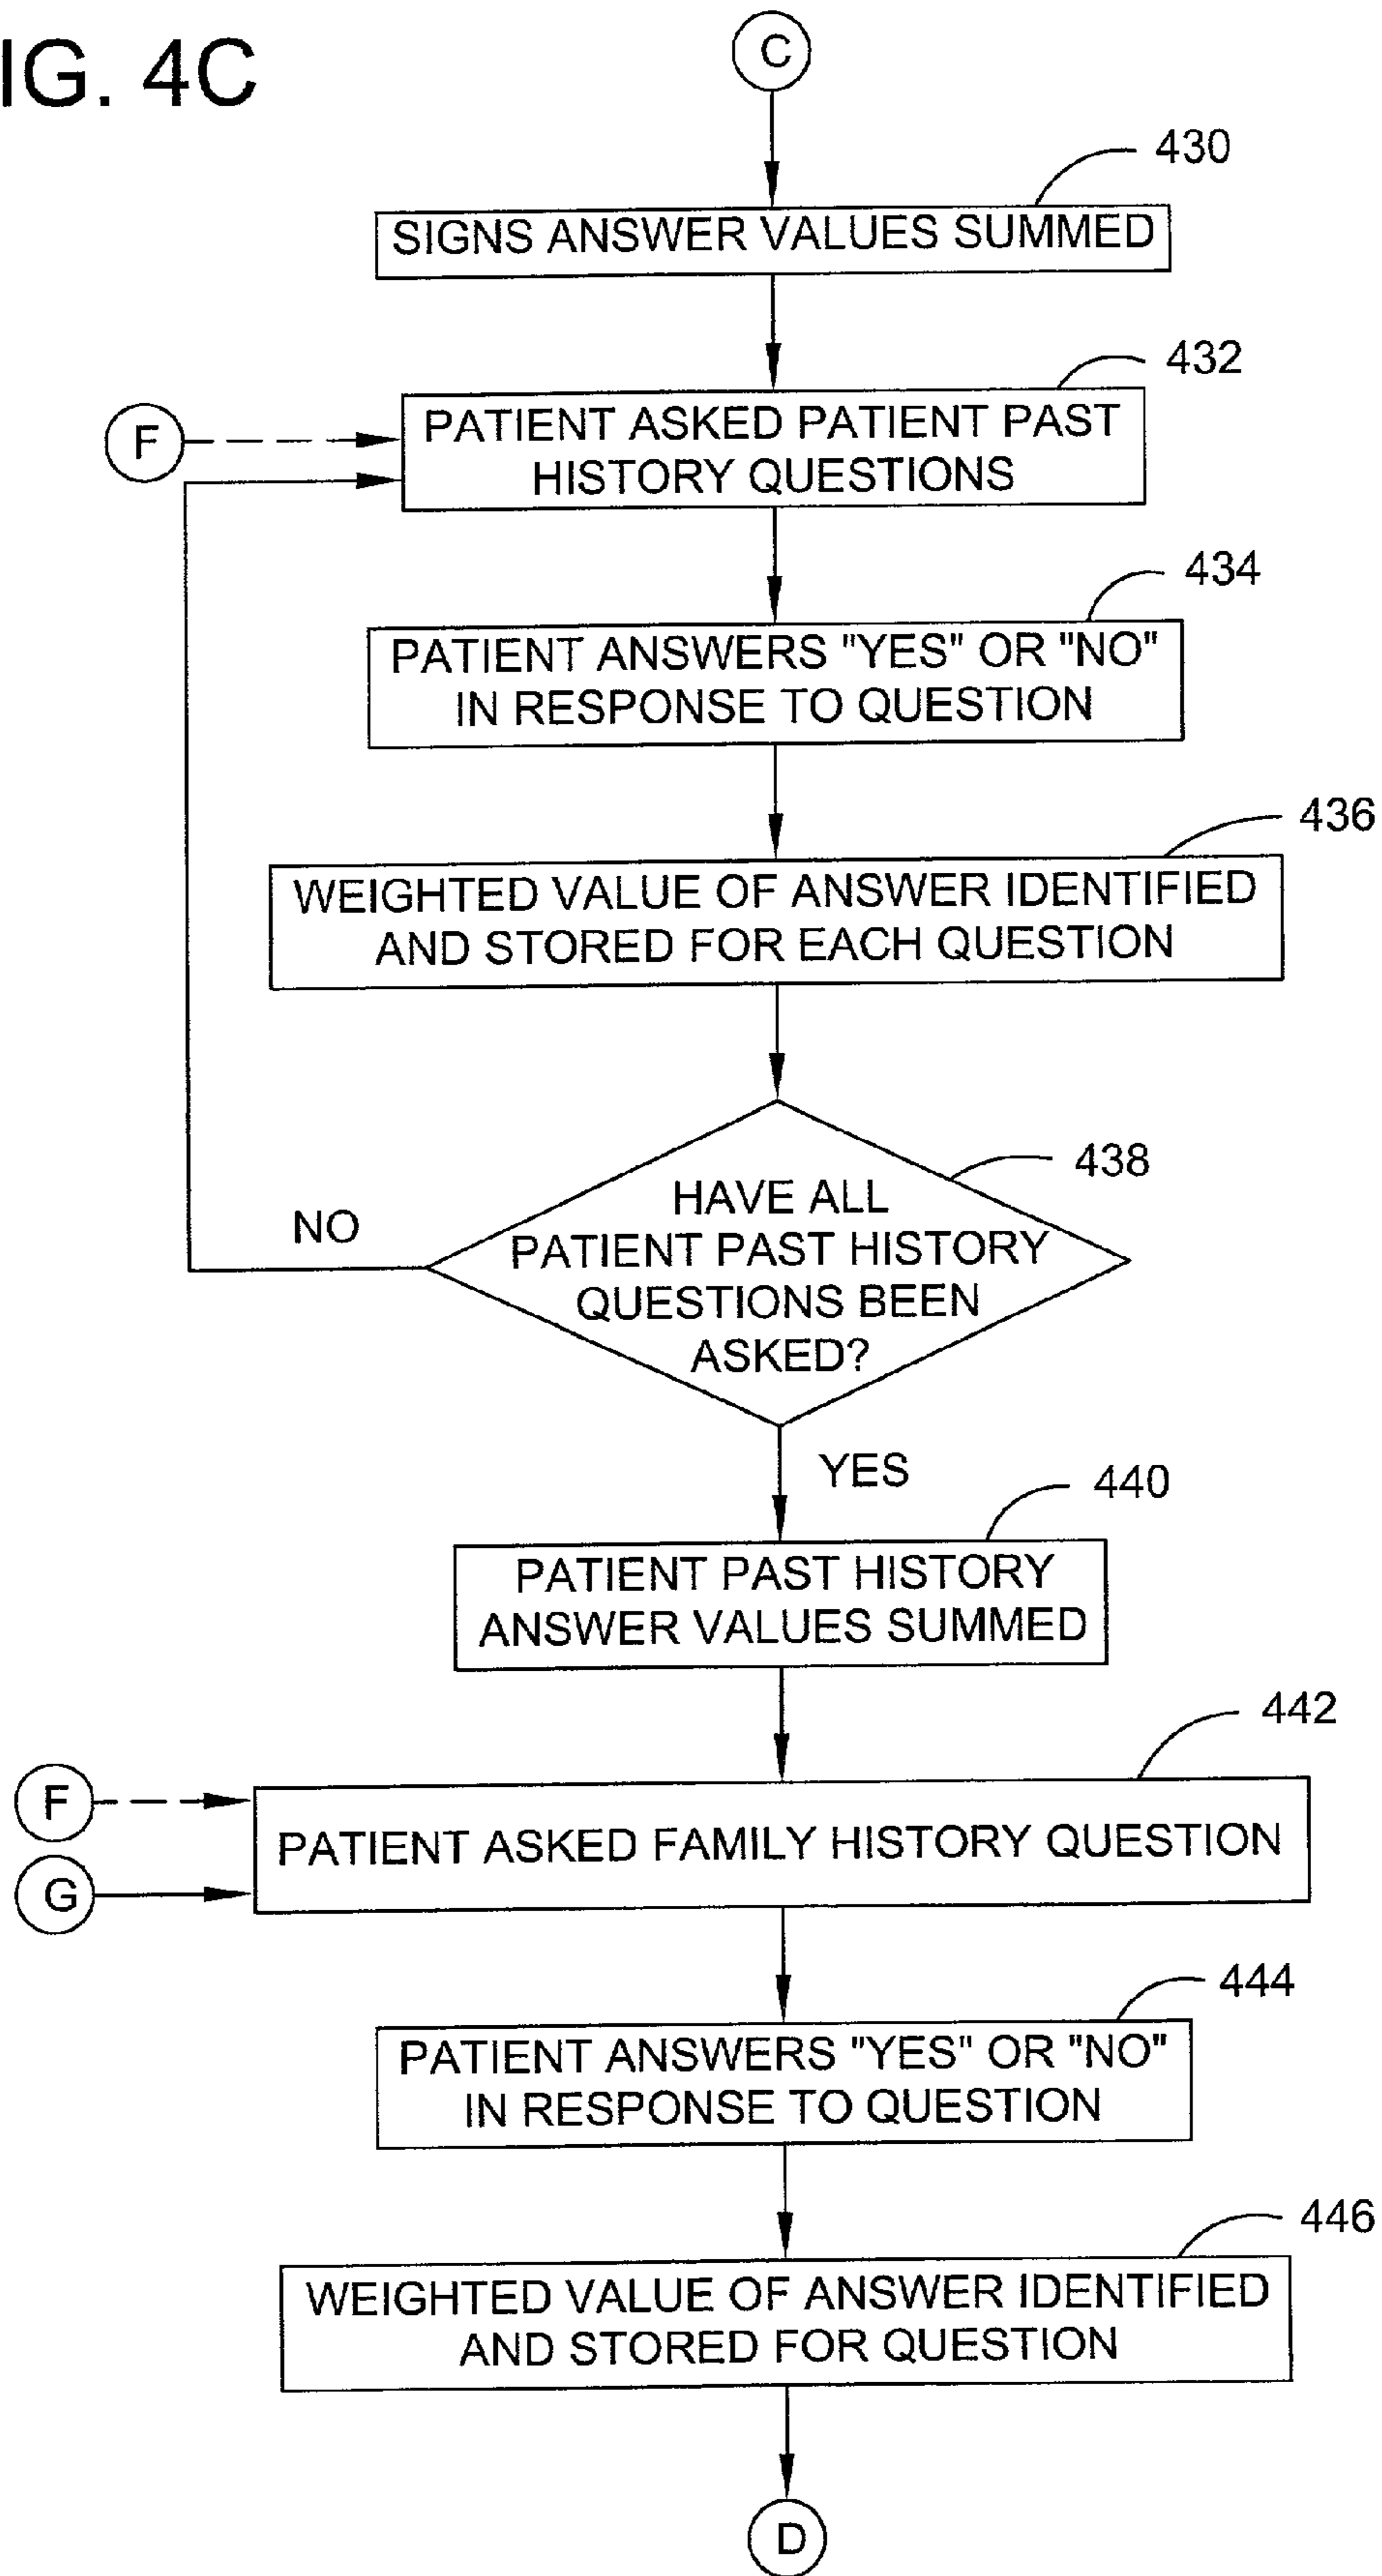 IG. 4C
C
430
SIGNS ANSWER VALUES SUMMED
432
F
PATIENT ASKED PATIENT PAST
HISTORY QUESTIONS
434
PATIENT ANSWERS "YES" OR "NO"
IN RESPONSE TO QUESTION
436
WEIGHTED VALUE OF ANSWER IDENTIFIED
AND STORED FOR EACH QUESTION
438
NO
HAVE ALL
PATIENT PAST HISTORY
QUESTIONS BEEN
ASKED?
YES
440
PATIENT PAST HISTORY
ANSWER VALUES SUMMED
442
F
G
PATIENT ASKED FAMILY HISTORY QUESTION
444
PATIENT ANSWERS "YES" OR "NO"
IN RESPONSE TO QUESTION
446
WEIGHTED VALUE OF ANSWER IDENTIFIED
AND STORED FOR QUESTION
D